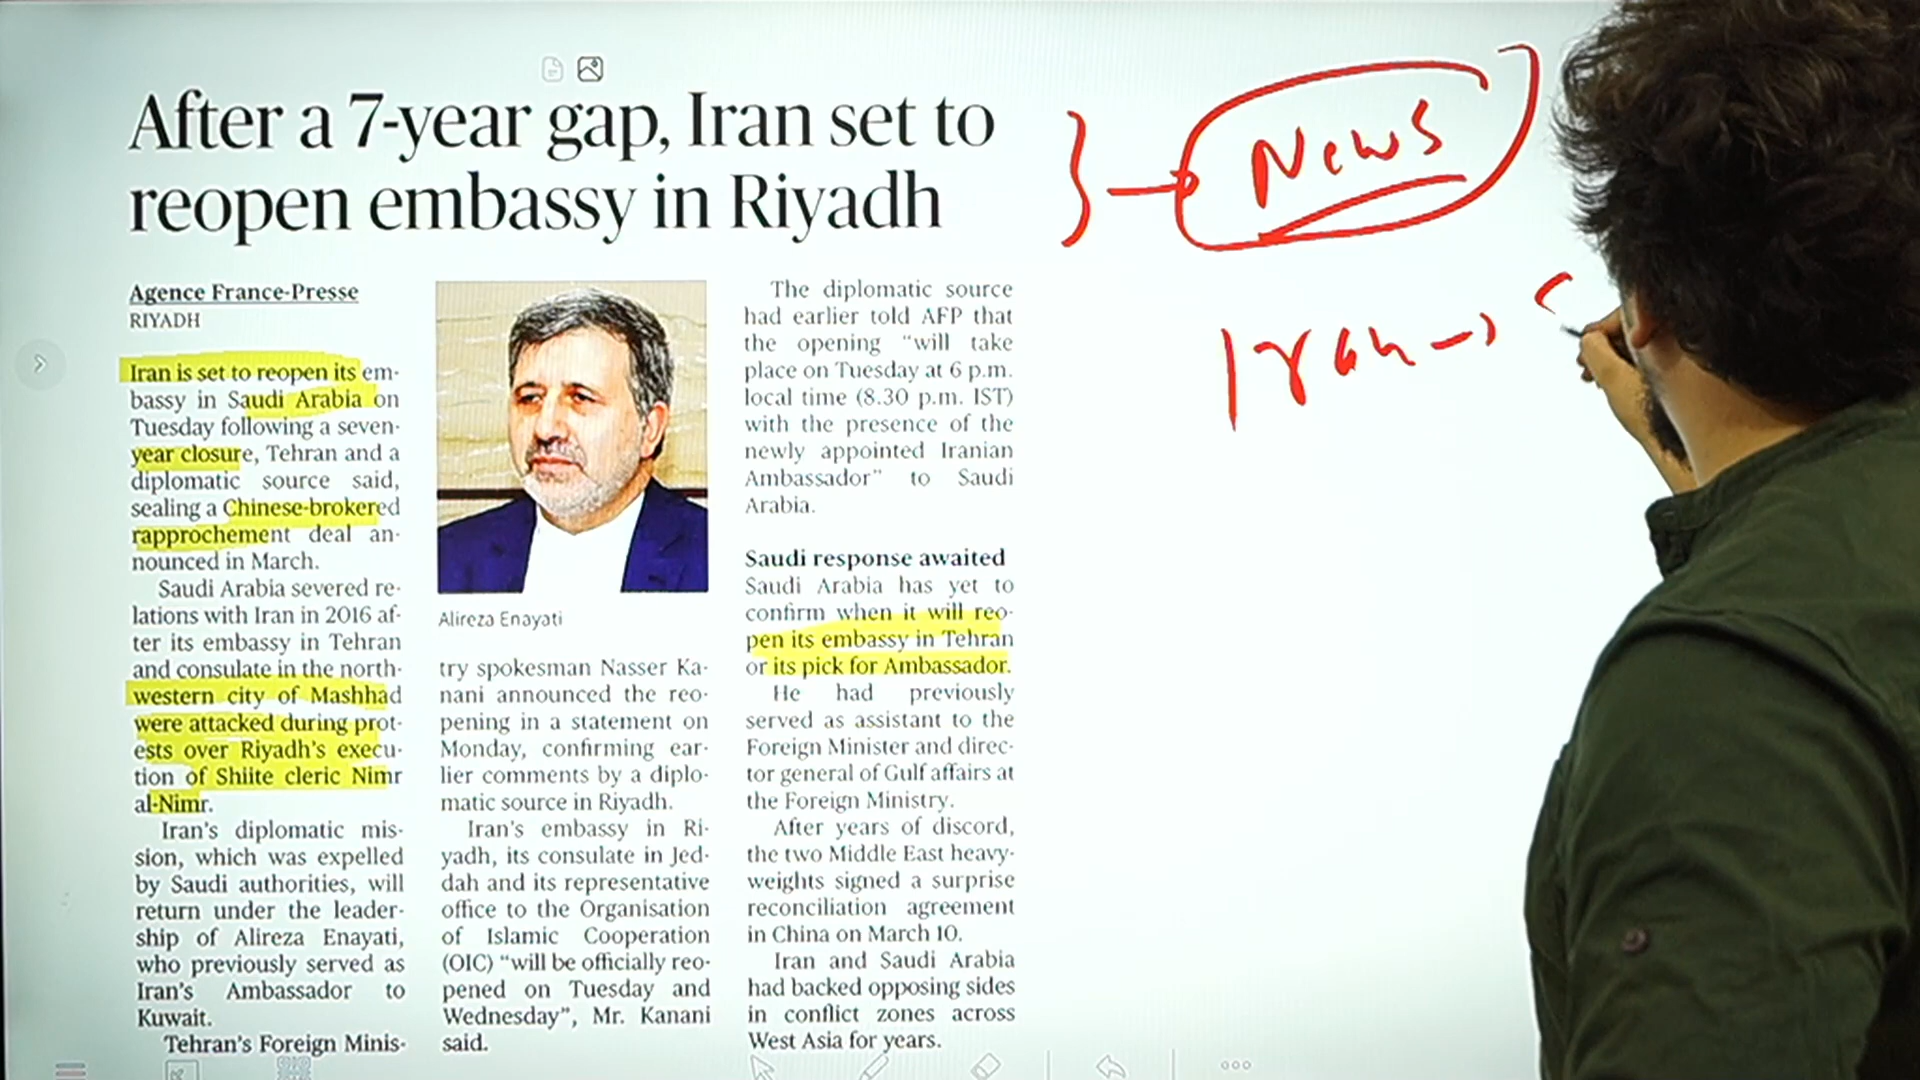 After a 7-year gap, Iran set to
reopen embassy in Riyadh
Agence France-Presse
RIYADH
Iran is set to reopen its em-
bassy in Saudi Arabia on
Tuesday following a seven-
year closure, Tehran and a
diplomatic source said,
sealing a Chinese-brokered
rapprochement deal an-
nounced in March.
Saudi Arabia severed re-
lations with Iran in 2016 af-
ter its embassy in Tehran
and consulate in the north-
western city of Mashhad
were attacked during prot-
ests over Riyadh's execu-
tion of Shiite cleric Nimr
al-Nimr.
Iran's diplomatic mis-
sion, which was expelled
by Saudi authorities, will
return under the leader-
ship of Alireza Enayati,
who previously served as
Iran's Ambassador to
Kuwait.
Tehran's Foreign Minis-
Alireza Enayati
try spokesman Nasser Ka-
nani announced the reo-
pening in a statement on
Monday, confirming ear-
lier comments by a diplo-
matic source in Riyadh.
Iran's embassy in Ri-
yadh, its consulate in Jed-
dah and its representative
office to the Organisation
of Islamic Cooperation
(OIC) "will be officially reo-
pened on Tuesday and
Wednesday", Mr. Kanani
said.
The diplomatic source
had earlier told AFP that
the opening "will take
place on Tuesday at 6 p.m.
local time (8.30 p.m. IST)
with the presence of the
newly appointed Iranian
Ambassador" to Saudi
Arabia.
Saudi response awaited
Saudi Arabia has yet to
confirm when it will reo-
pen its embassy in Tehran
or its pick for Ambassador.
He had previously
served as assistant to the
Foreign Minister and direc-
tor general of Gulf affairs at
the Foreign Ministry.
After years of discord,
the two Middle East heavy-
weights signed a surprise
reconciliation agreement
in China on March 10.
Iran and Saudi Arabia
had backed opposing sides
in conflict zones across
West Asia for years.
News
Iran →